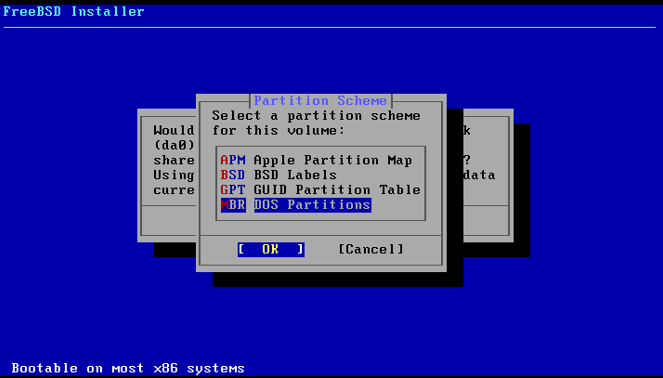 FreeBSD Installer
Partition Scheme
Select a partition scheme
for this volume:
Would
k
(da0)
share
?
Using
data
curre
APM Apple Partition Map
BSD BSD Labels
GPT GUID Partition Table
MBR DOS Partitions
[ OK ] [Cancel]
Bootable on most x86 systems